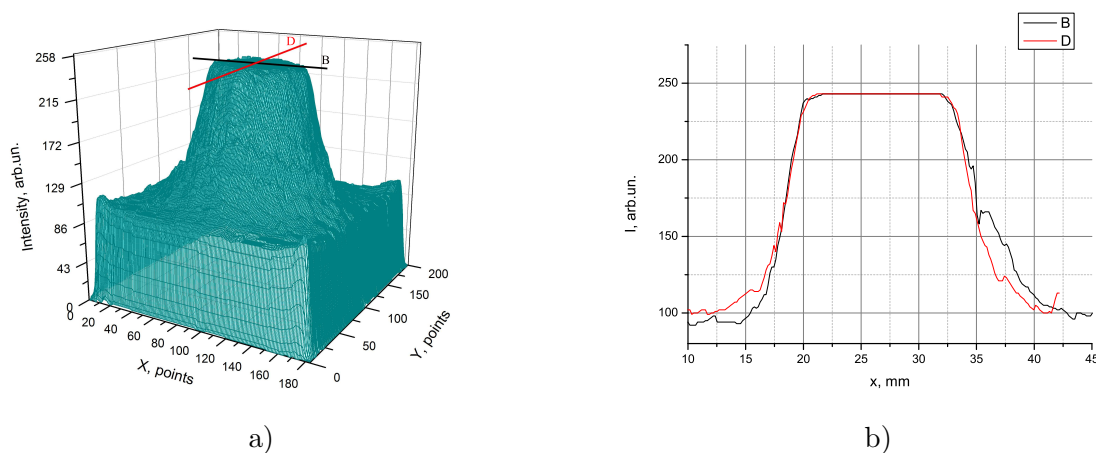 D
B
258
215
172
129
86
43
0
Intensity, arb.un.
0
20
40
60
80
100
120
140
160
180
X, points
0
50
100
150
200
Y, points
a)
B
D
250
200
150
100
I, arb.un.
10 15 20 25 30 35 40 45
x, mm
b)